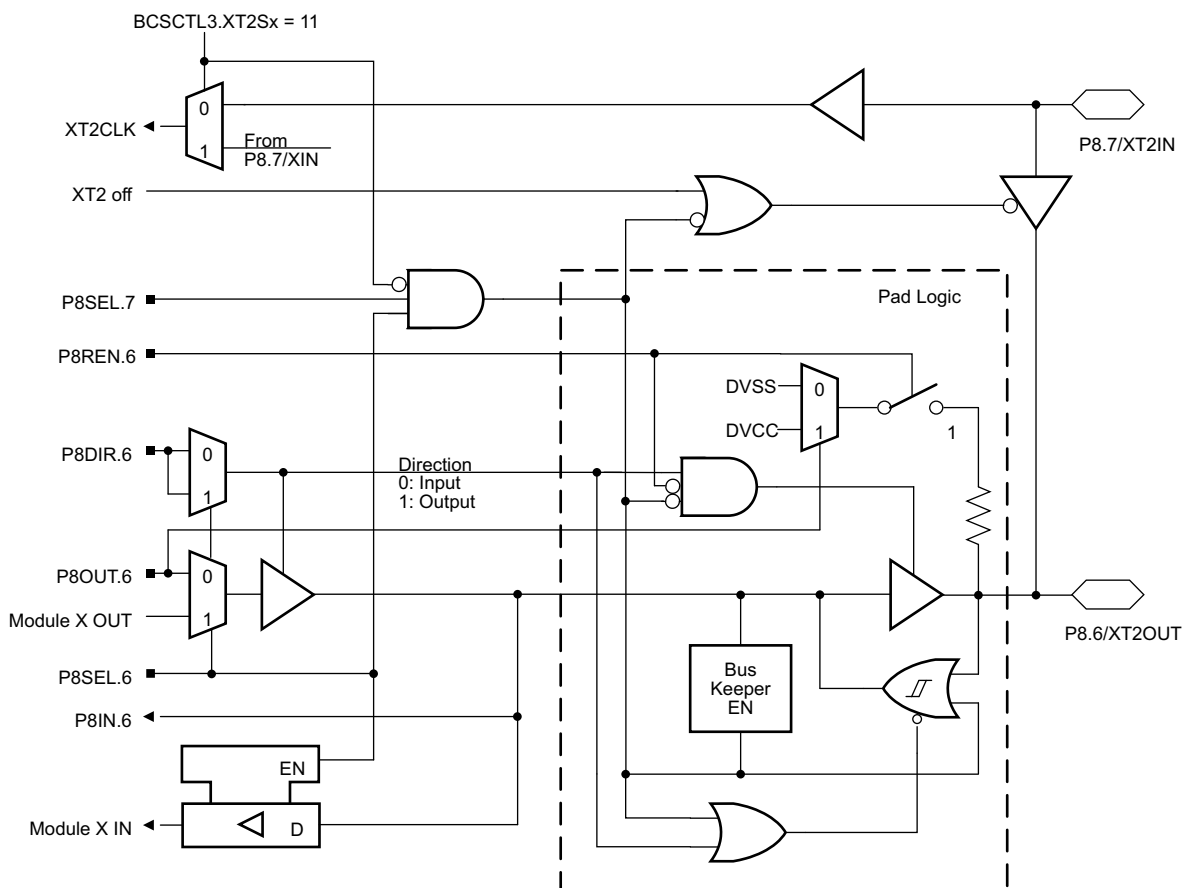 BCSCTL3.XT2Sx = 11
0
XT2CLK
1
From
P8.7/XIN
P8.7/XT2IN
XT2 off
P8SEL.7
Pad Logic
P8REN.6
DVSS
0
DVCC
1
1
P8DIR.6
0
1
Direction
0: Input
1: Output
P8OUT.6
0
Module X OUT
1
P8.6/XT2OUT
P8SEL.6
Bus
Keeper
EN
P8IN.6
EN
Module X IN
D